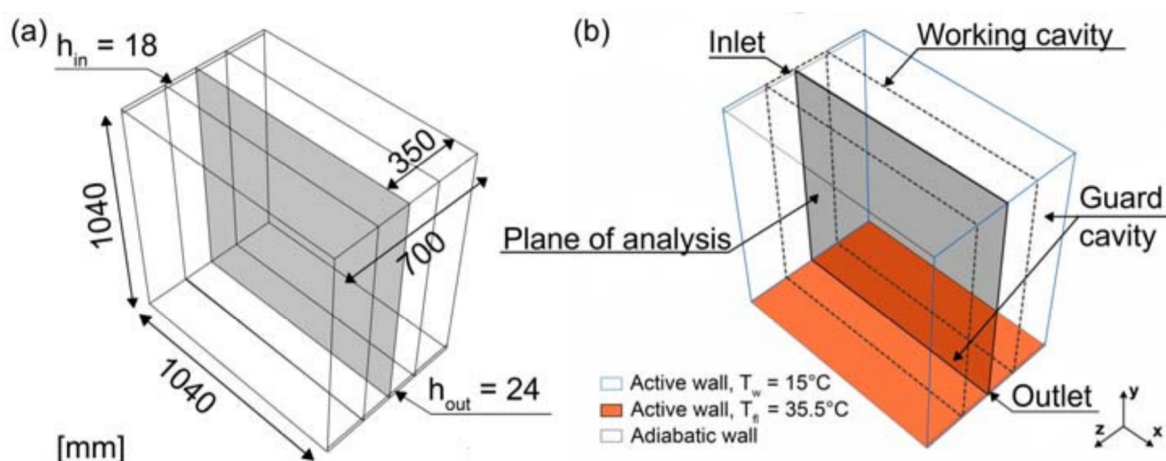 (a)
h_in = 18
350
1040
700
1040
h_out = 24
[mm]
(b)
Inlet
Working cavity
Plane of analysis
Guard
cavity
Active wall, T_w = 15°C
Active wall, T_fl = 35.5°C
Adiabatic wall
Outlet
y
z
x